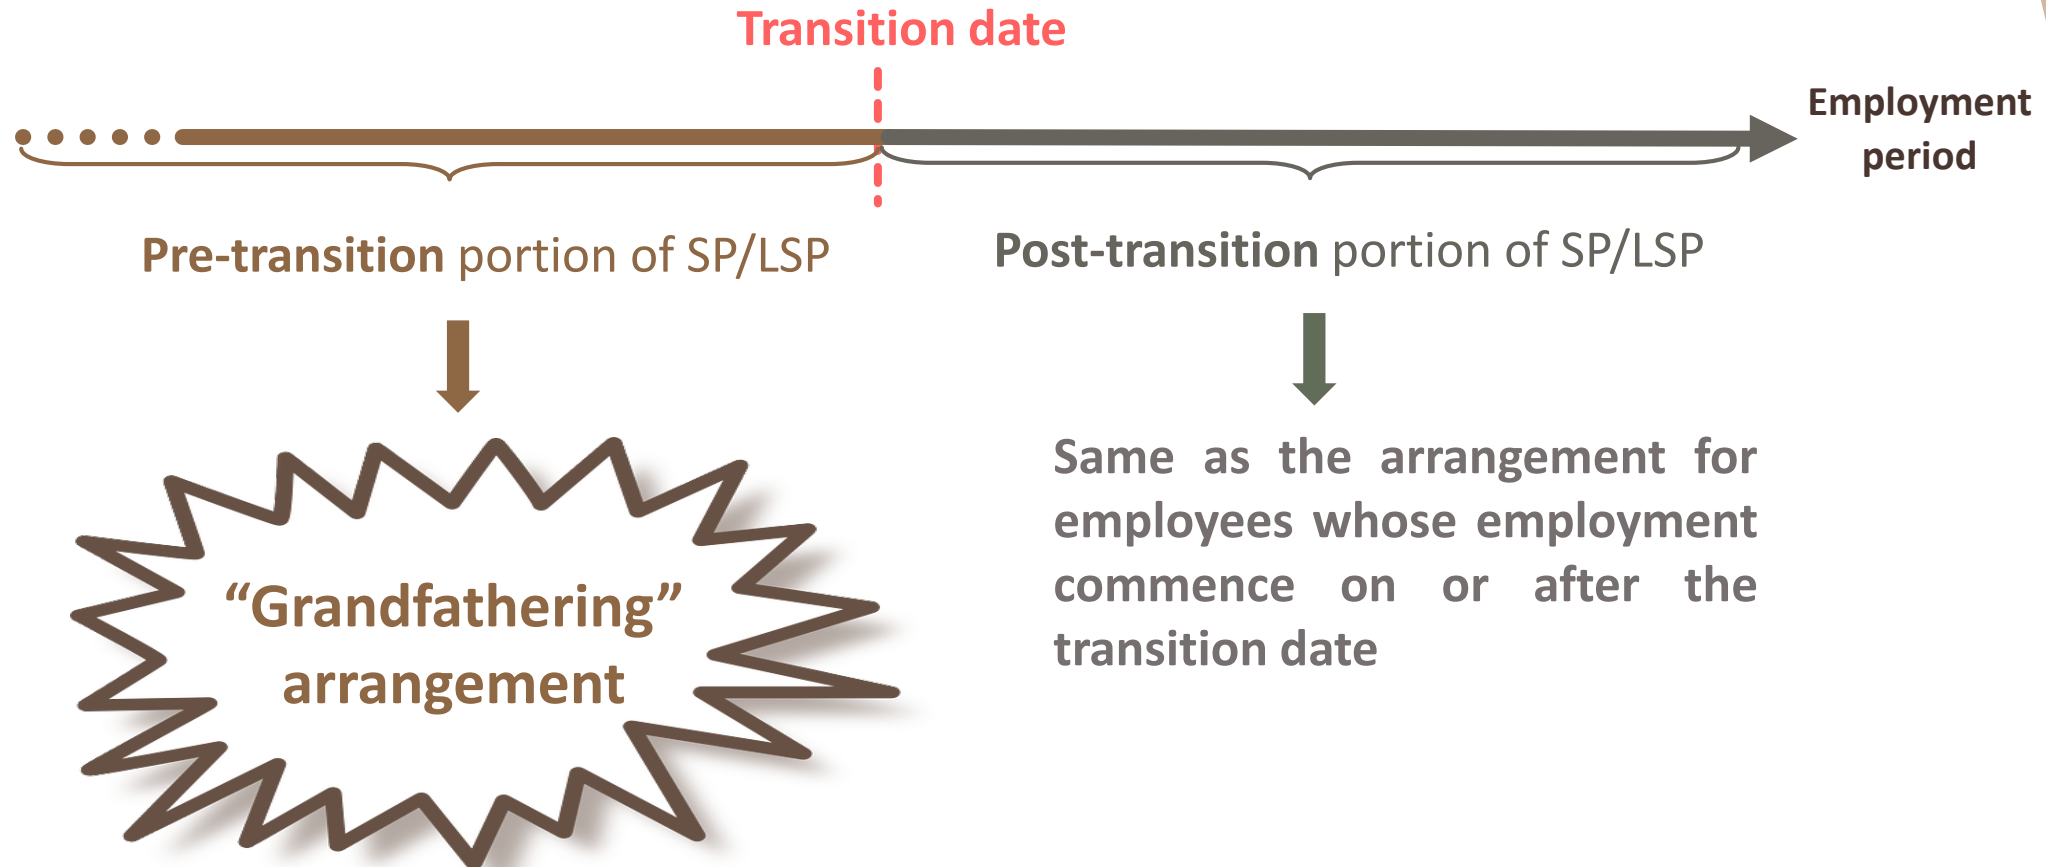 Transition date
Employment
period
Pre-transition portion of SP/LSP
Post-transition portion of SP/LSP
“Grandfathering”
arrangement
Same as the arrangement for
employees whose employment
commence on or after the
transition date